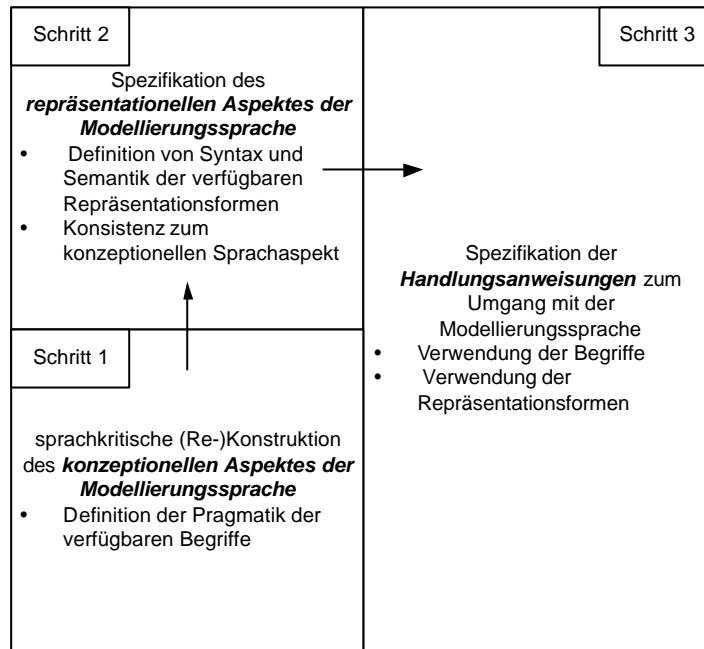 Schritt 2
Spezifikation des
repräsentationellen Aspektes der
Modellierungssprache
• Definition von Syntax und
Semantik der verfügbaren
Repräsentationsformen
• Konsistenz zum
konzeptionellen Sprachaspekt
Schritt 1
sprachkritische (Re-)Konstruktion
des konzeptionellen Aspektes der
Modellierungssprache
• Definition der Pragmatik der
verfügbaren Begriffe
Schritt 3
Spezifikation der
Handlungsanweisungen zum
Umgang mit der
Modellierungssprache
• Verwendung der Begriffe
• Verwendung der
Repräsentationsformen